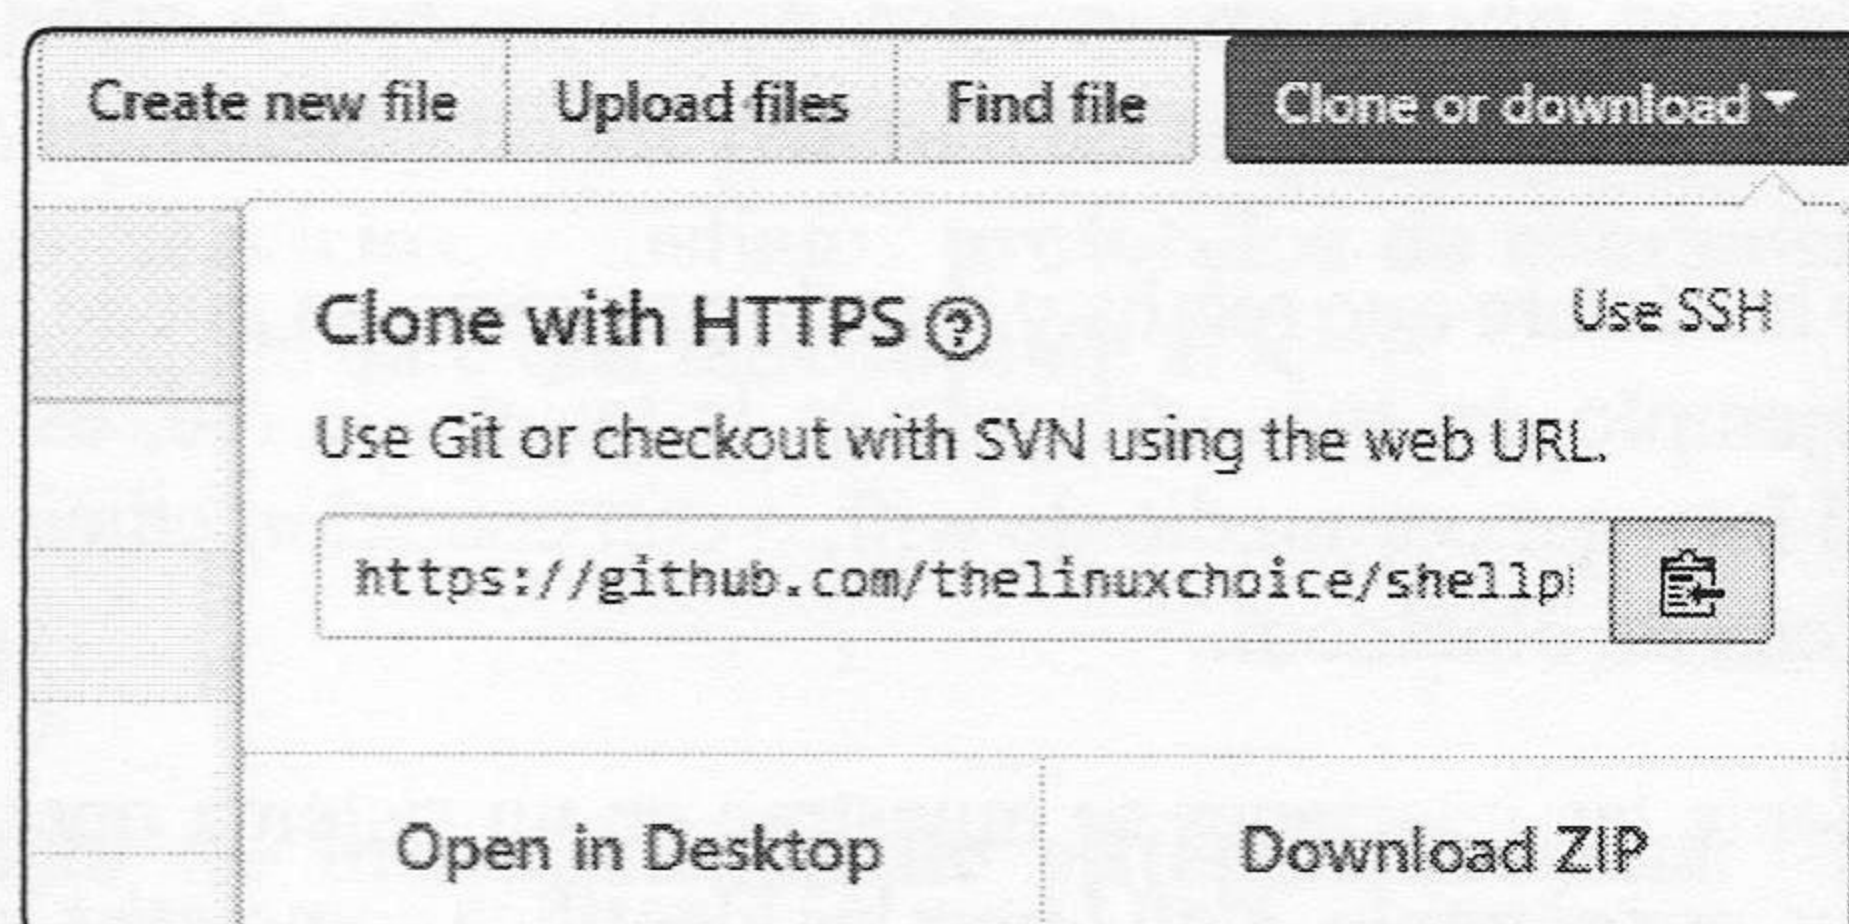 Create new file Upload files Find file Clone or download
Clone with HTTPS ? Use SSH
Use Git or checkout with SVN using the web URL.
https://github.com/thelinuxchoice/shellp
Open in Desktop Download ZIP